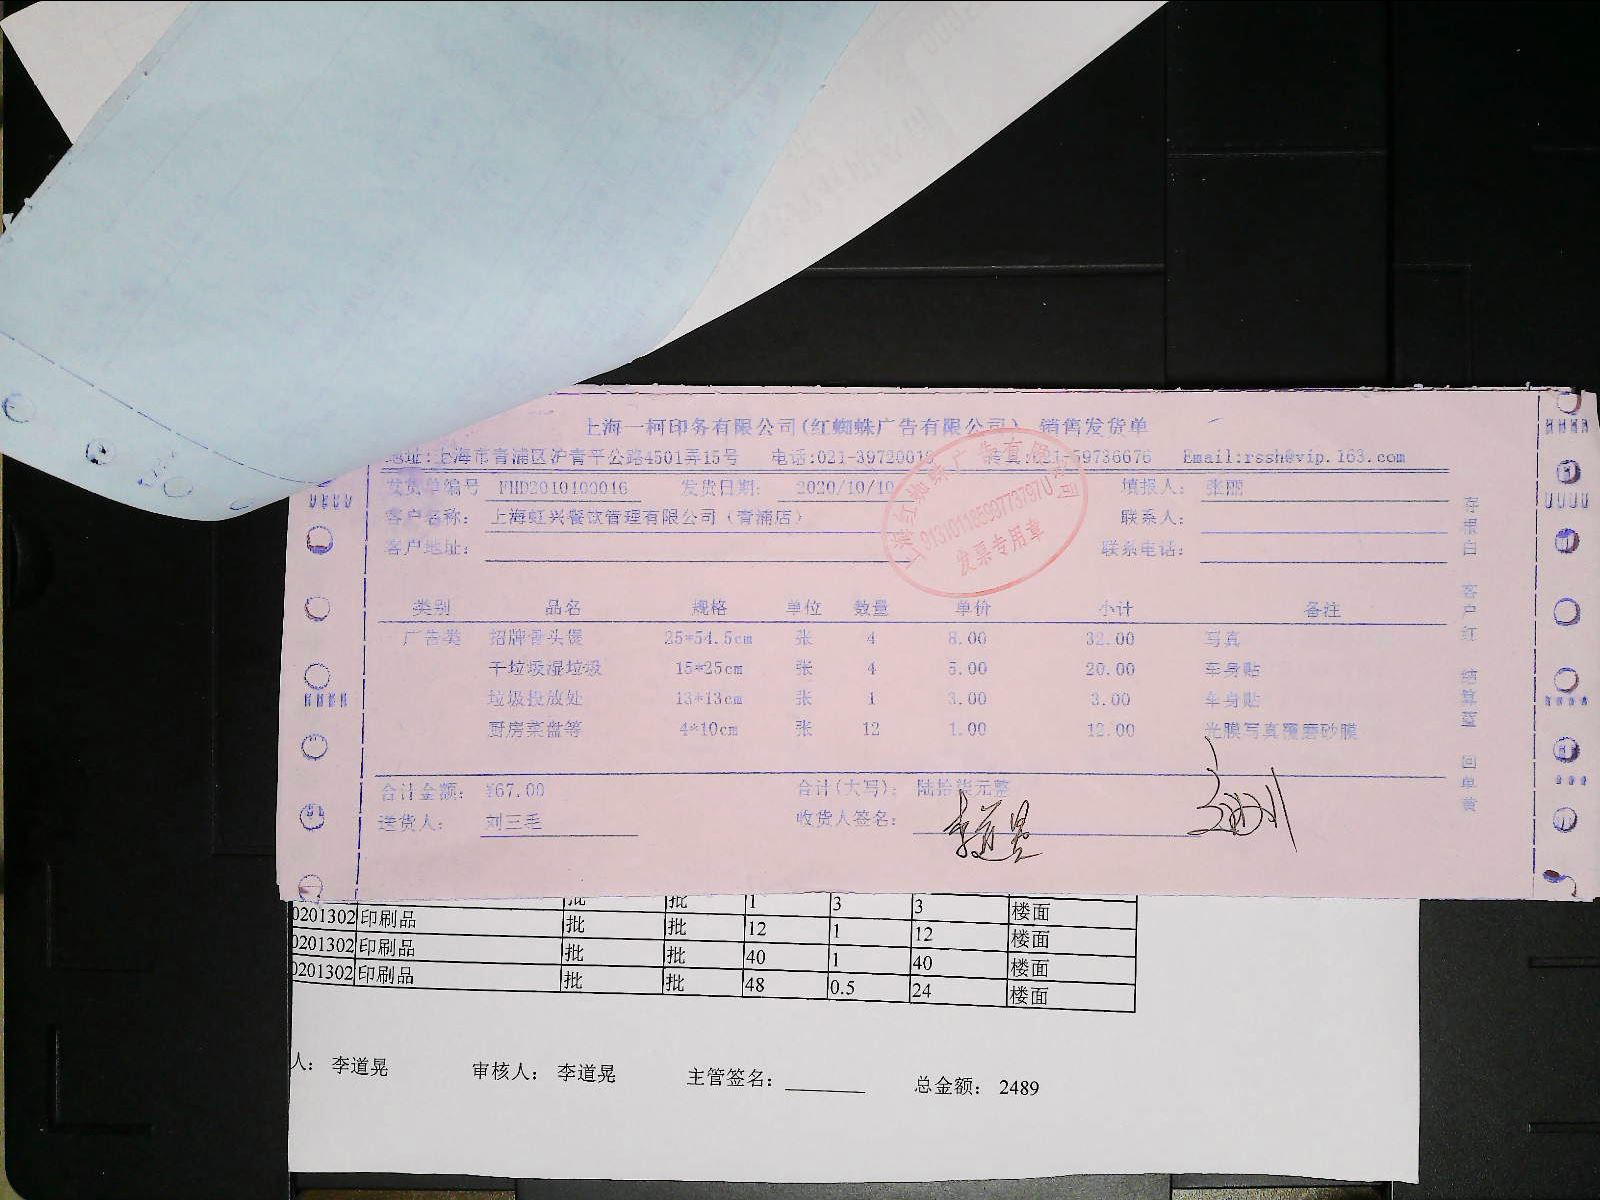 上海一柯印务有限公司(红蜘蛛广告有限公司) 销售发货单
地址:上海市青浦区沪青平公路4501弄15号 电话:021-39720019 传真:021-59736676 Email:rssh@vip.163.com
发货单编号 FHD2010100016 发货日期: 2020/10/10 填报人: 张丽
客户名称: 上海虹兴餐饮管理有限公司(青浦店) 联系人:
客户地址: 联系电话:
发票专用章
类别 品名 规格 单位 数量 单价 小计 备注
广告类 招牌骨头煲 25*54.5cm 张 4 8.00 32.00 写真
干垃圾湿垃圾 15*25cm 张 4 5.00 20.00 车身贴
垃圾投放处 13*13cm 张 1 3.00 3.00 车身贴
厨房菜盘等 4*10cm 张 12 1.00 12.00 光膜写真覆磨砂膜
合计金额: ¥67.00 合计(大写): 陆拾柒元整
送货人: 刘三毛 收货人签名: 李道晃
存根白 客户红 结算蓝 回单黄
批 批 1 3 3 楼面
0201302 印刷品 批 批 12 1 12 楼面
0201302 印刷品 批 批 40 1 40 楼面
0201302 印刷品 批 批 48 0.5 24 楼面
人: 李道晃 审核人: 李道晃 主管签名: 总金额: 2489